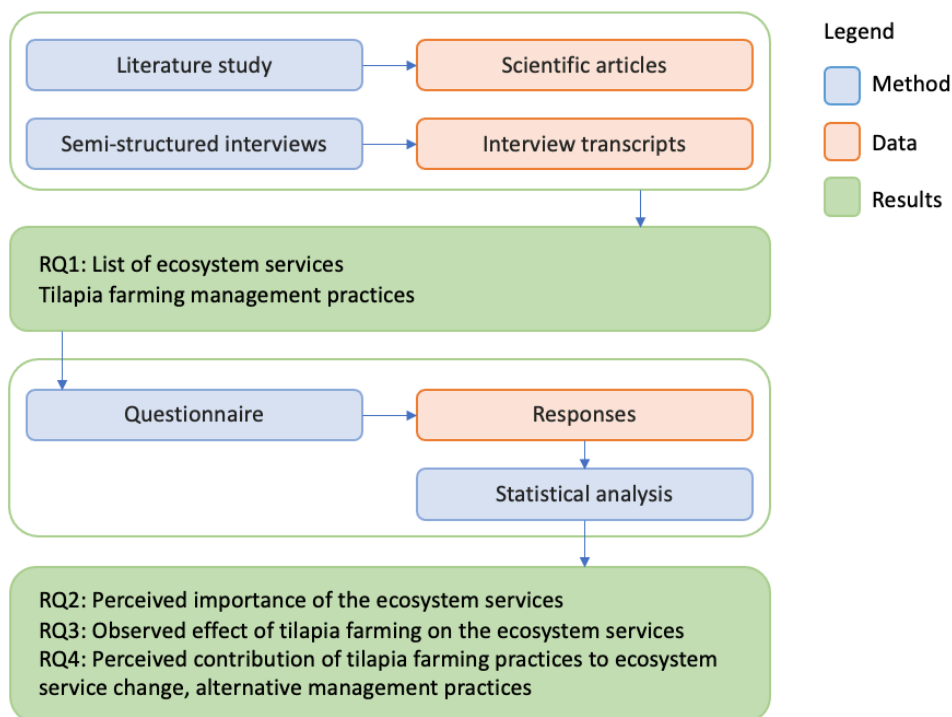 Literature study
Scientific articles
Semi-structured interviews
Interview transcripts
RQ1: List of ecosystem services
Tilapia farming management practices
Questionnaire
Responses
Statistical analysis
RQ2: Perceived importance of the ecosystem services
RQ3: Observed effect of tilapia farming on the ecosystem services
RQ4: Perceived contribution of tilapia farming practices to ecosystem
service change, alternative management practices
Legend
Method
Data
Results